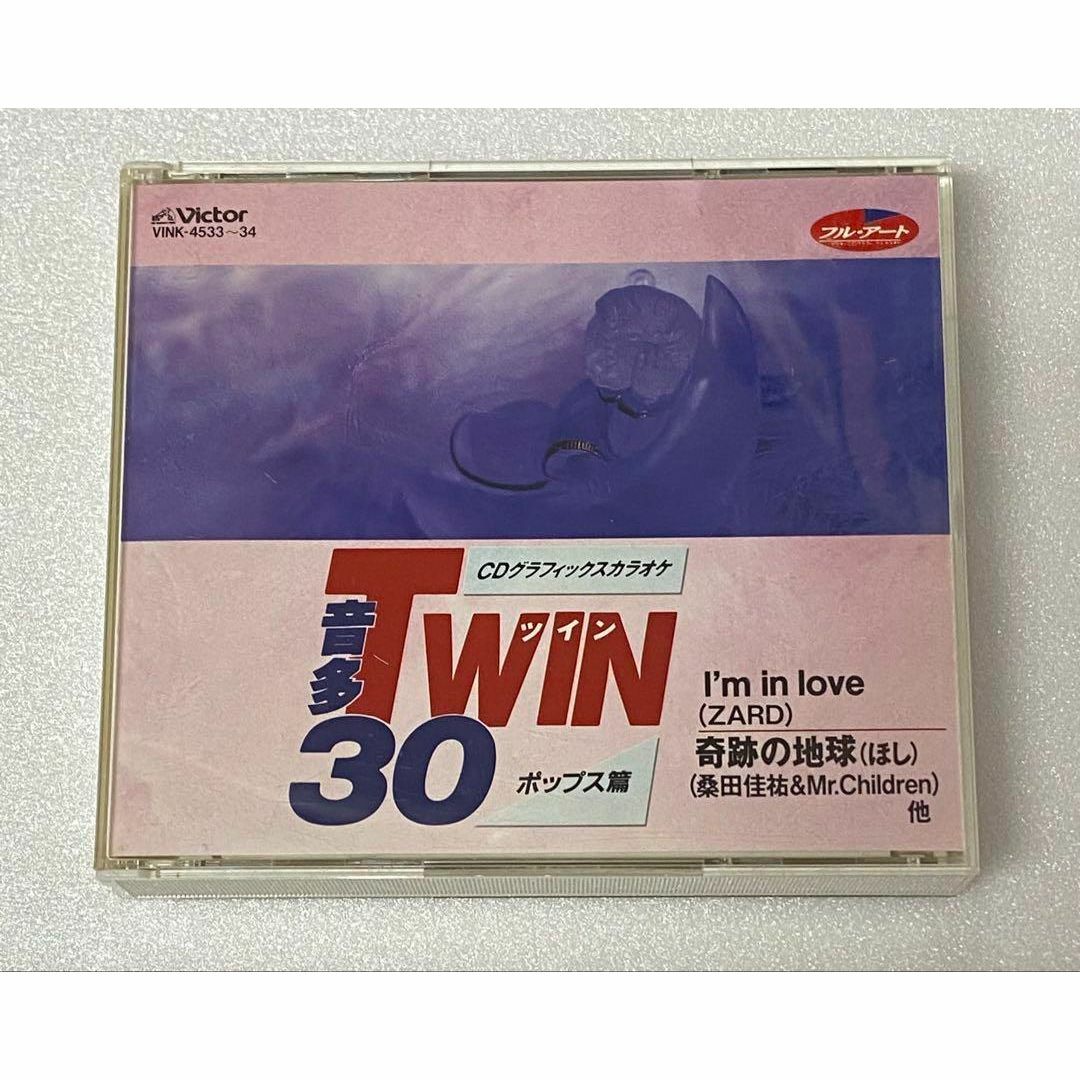 Victor
VINK-4533～34
フル・アート
CDグラフィックスカラオケ
音多
TWIN
ツイン
30
ポップス篇
I'm in love
(ZARD)
奇跡の地球(ほし)
(桑田佳祐&Mr.Children)
他